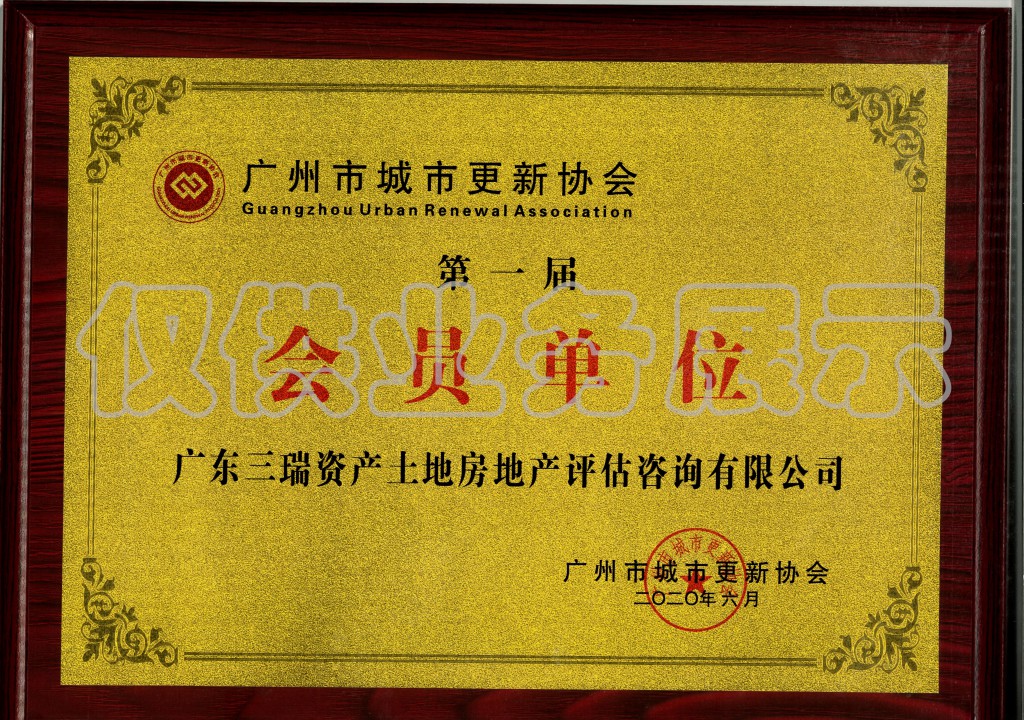 广州市城市更新协会
Guangzhou Urban Renewal Association
第一届
仅供业务展示
会员单位
广东三瑞资产土地房地产评估咨询有限公司
广州市城市更新协会
二〇二〇年六月